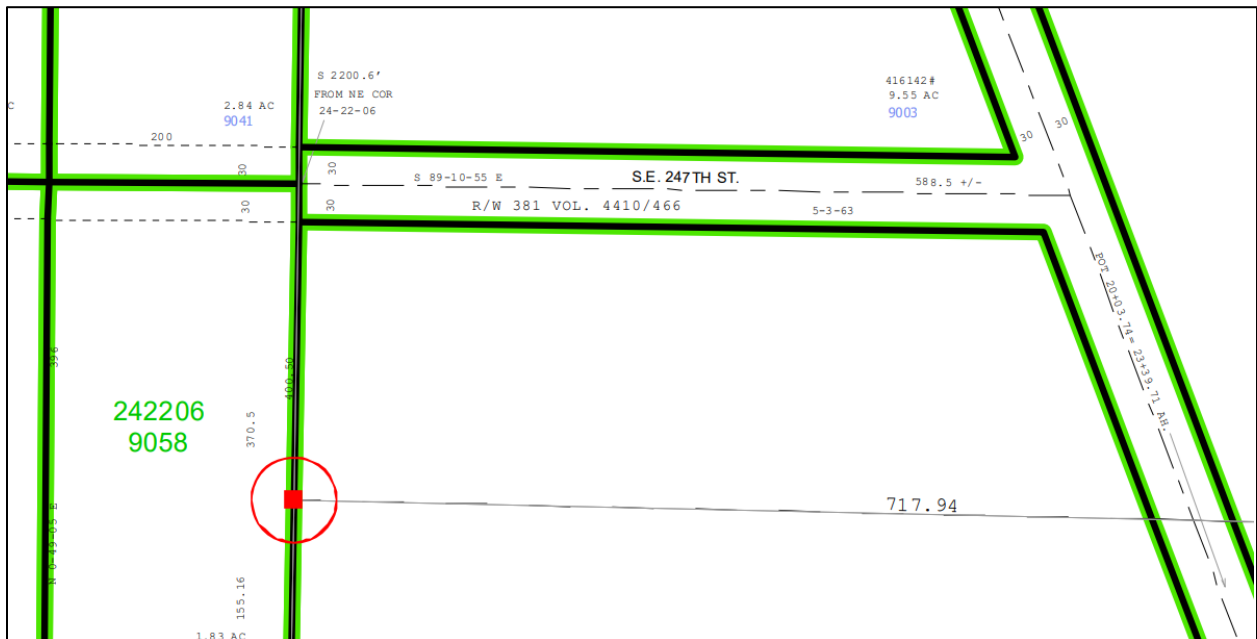 S 2200.6'
FROM NE COR
24-22-06
2.84 AC
9041
416142#
9.55 AC
9003
C
200
30
30
30
30
30
30
S 89-10-55 E
S.E. 247TH ST.
588.5 +/-
R/W 381 VOL. 4410/466
5-3-63
POT 20+03.74= 23+39.71 AH.
396
400.50
242206
9058
370.5
717.94
N 0-49-05 E
155.16
1.83 AC